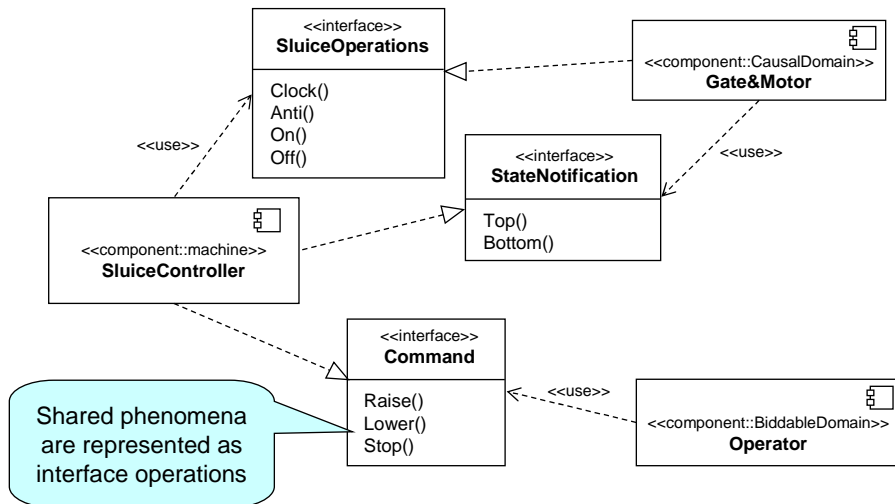 <<interface>>
SluiceOperations
Clock()
Anti()
On()
Off()
<<component::CausalDomain>>
Gate&Motor
<<use>>
<<interface>>
StateNotification
Top()
Bottom()
<<use>>
<<component::machine>>
SluiceController
<<interface>>
Command
Raise()
Lower()
Stop()
<<use>>
<<component::BiddableDomain>>
Operator
Shared phenomena
are represented as
interface operations